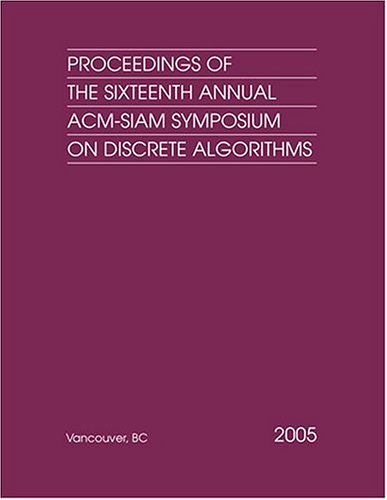 PROCEEDINGS OF
THE SIXTEENTH ANNUAL
ACM-SIAM SYMPOSIUM
ON DISCRETE ALGORITHMS
Vancouver, BC 2005